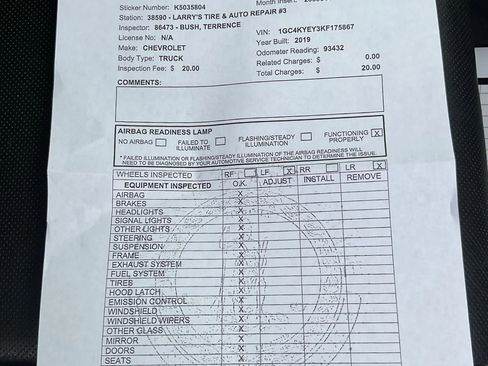 Sticker Number: K5035804
Month Insert:
Station: 38590 - LARRY'S TIRE & AUTO REPAIR #3
Inspector: 86473 - BUSH, TERRENCE
VIN: 1GC4KYEY3KF175867
License No: N/A
Year Built: 2019
Make: CHEVROLET
Odometer Reading: 93432
Body Type: TRUCK
Related Charges: $ 0.00
Inspection Fee: $ 20.00
Total Charges: $ 20.00
COMMENTS:
AIRBAG READINESS LAMP
NO AIRBAG FAILED TO ILLUMINATE FLASHING/STEADY ILLUMINATION FUNCTIONING PROPERLY X
* FAILED ILLUMINATION OR FLASHING/STEADY ILLUMINATION OF THE AIRBAG READINESS WILL
NEED TO BE DIAGNOSED BY YOUR AUTOMOTIVE SERVICE TECHNICIAN TO DETERMINE THE ISSUE.
WHEELS INSPECTED RF LF X RR LR X
EQUIPMENT INSPECTED O.K. ADJUST INSTALL REMOVE
AIRBAG X
BRAKES X
HEADLIGHTS X
SIGNAL LIGHTS X
OTHER LIGHTS X
STEERING X
SUSPENSION X
FRAME X
EXHAUST SYSTEM X
FUEL SYSTEM X
TIRES X
HOOD LATCH X
EMISSION CONTROL X
WINDSHIELD X
WINDSHIELD WIPERS X
OTHER GLASS X
MIRROR X
DOORS X
SEATS X